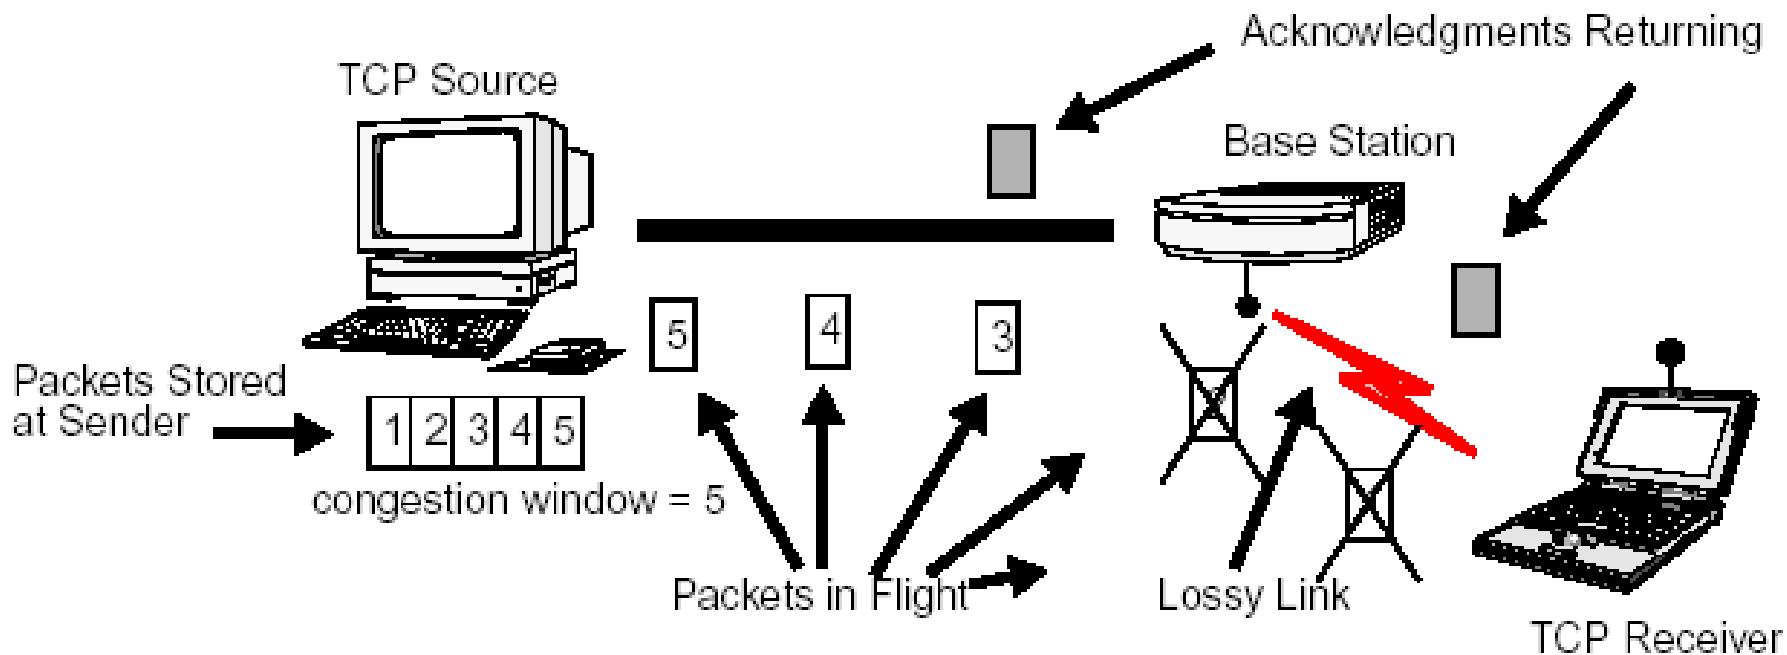 Acknowledgments Returning
TCP Source
Base Station
5
4
3
Packets Stored
at Sender
1 2 3 4 5
congestion window = 5
Packets in Flight
Lossy Link
TCP Receiver